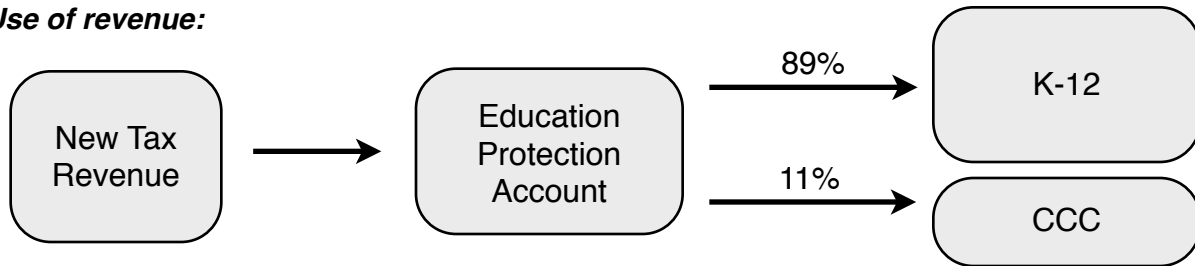 Use of revenue:
New Tax
Revenue
Education
Protection
Account
89%
K-12
11%
CCC